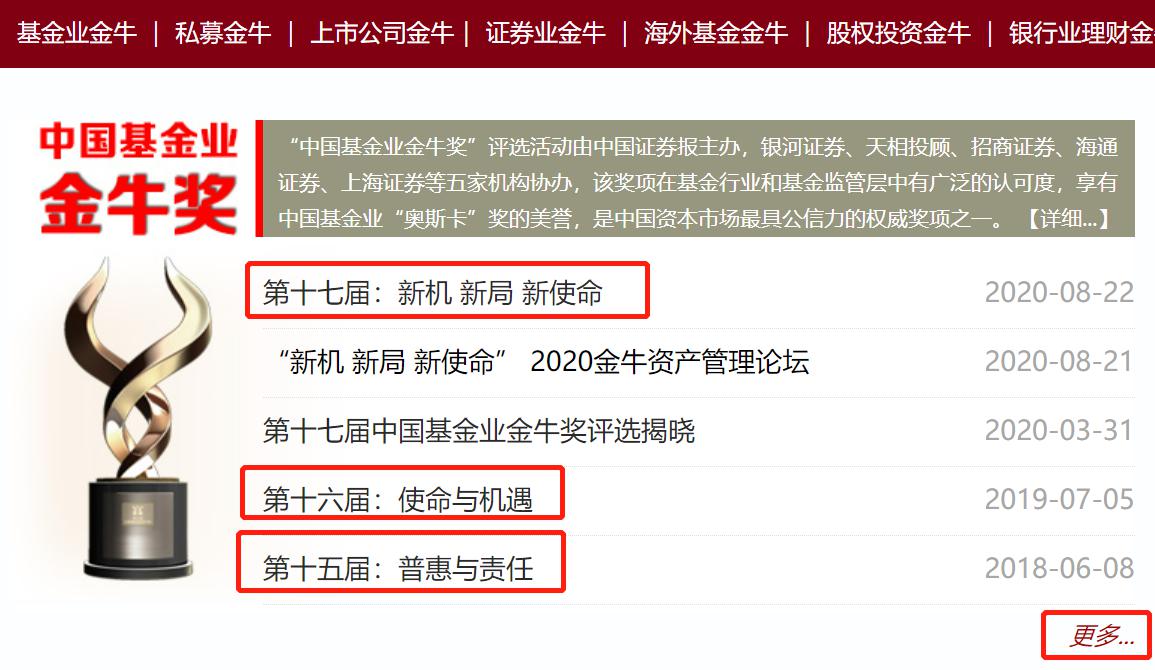 基金业金牛 | 私募金牛 | 上市公司金牛 | 证券业金牛 | 海外基金金牛 | 股权投资金牛 | 银行业理财金
中国基金业
金牛奖
“中国基金业金牛奖”评选活动由中国证券报主办，银河证券、天相投顾、招商证券、海通
证券、上海证券等五家机构协办，该奖项在基金行业和基金监管层中有广泛的认可度，享有
中国基金业“奥斯卡”奖的美誉，是中国资本市场最具公信力的权威奖项之一。 【详细...】
第十七届：新机 新局 新使命 2020-08-22
“新机 新局 新使命” 2020金牛资产管理论坛 2020-08-21
第十七届中国基金业金牛奖评选揭晓 2020-03-31
第十六届：使命与机遇 2019-07-05
第十五届：普惠与责任 2018-06-08
更多...